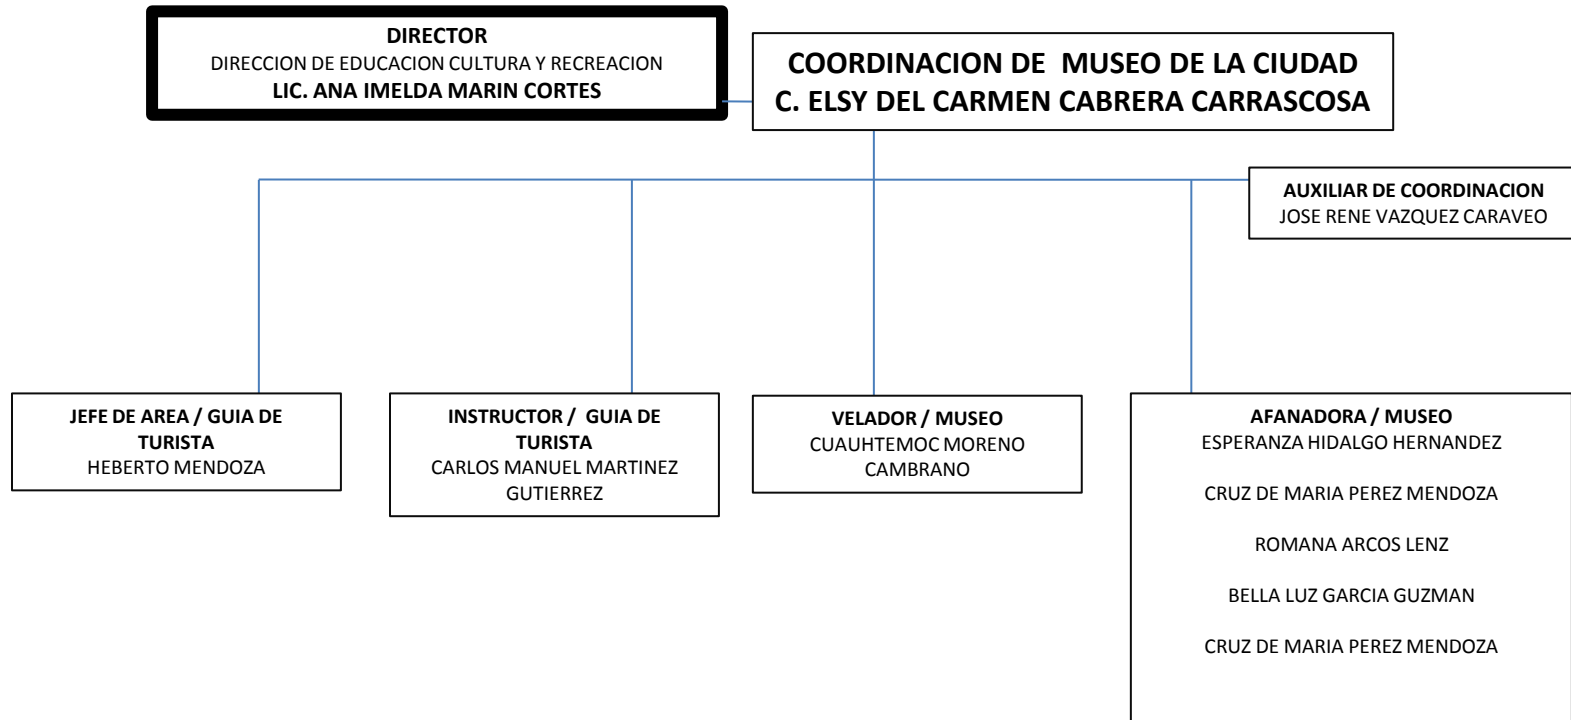 DIRECTOR
DIRECCION DE EDUCACION CULTURA Y RECREACION
LIC. ANA IMELDA MARIN CORTES
COORDINACION DE MUSEO DE LA CIUDAD
C. ELSY DEL CARMEN CABRERA CARRASCOSA
AUXILIAR DE COORDINACION
JOSE RENE VAZQUEZ CARAVEO
JEFE DE AREA / GUIA DE
TURISTA
HEBERTO MENDOZA
INSTRUCTOR / GUIA DE
TURISTA
CARLOS MANUEL MARTINEZ
GUTIERREZ
VELADOR / MUSEO
CUAUHTEMOC MORENO
CAMBRANO
AFANADORA / MUSEO
ESPERANZA HIDALGO HERNANDEZ
CRUZ DE MARIA PEREZ MENDOZA
ROMANA ARCOS LENZ
BELLA LUZ GARCIA GUZMAN
CRUZ DE MARIA PEREZ MENDOZA